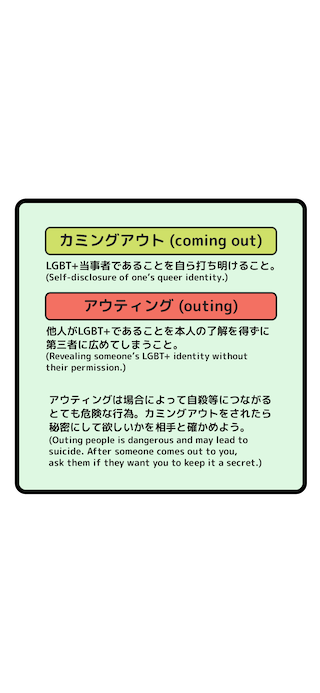 カミングアウト (coming out)
LGBT+当事者であることを自ら打ち明けること。
(Self-disclosure of one's queer identity.)
アウティング (outing)
他人がLGBT+であることを本人の了解を得ずに
第三者に広めてしまうこと。
(Revealing someone's LGBT+ identity without
their permission.)
アウティングは場合によって自殺等につながる
とても危険な行為。カミングアウトをされたら
秘密にして欲しいかを相手と確かめよう。
(Outing people is dangerous and may lead to
suicide. After someone comes out to you,
ask them if they want you to keep it a secret.)